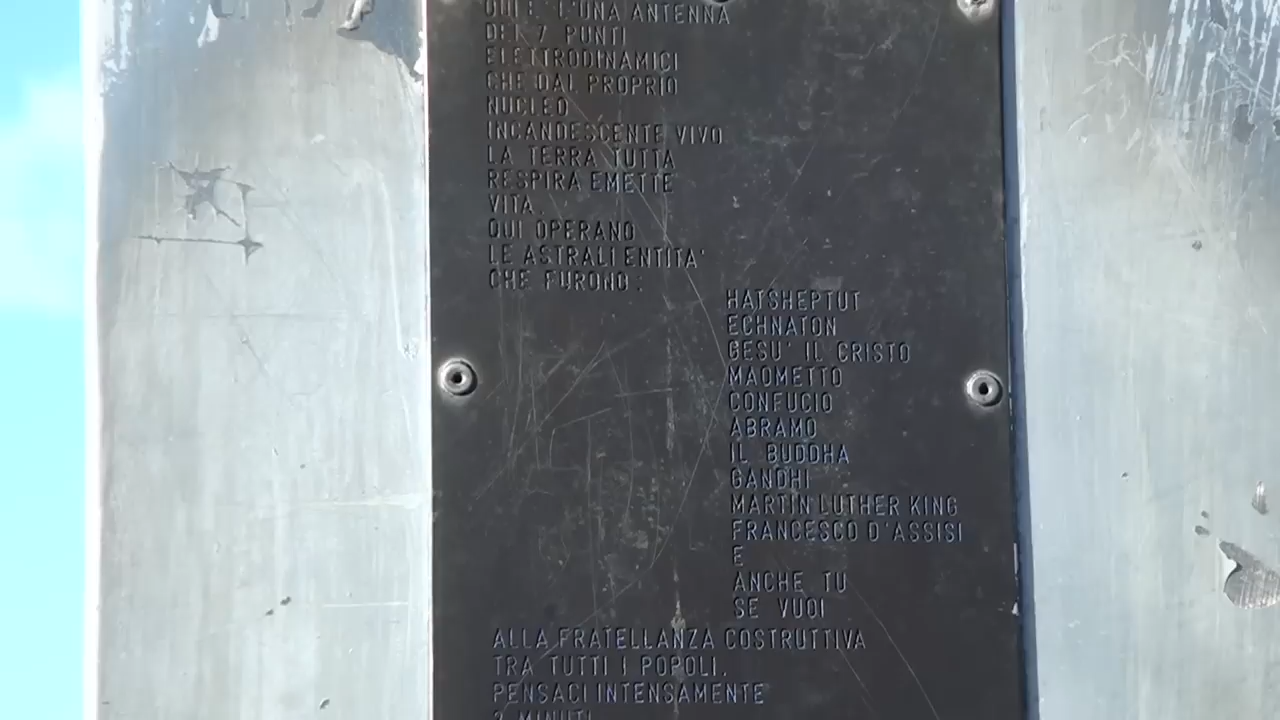 QUI E' L'UNA ANTENNA
DEI 7 PUNTI
ELETTRODINAMICI
CHE DAL PROPRIO
NUCLEO
INCANDESCENTE VIVO
LA TERRA TUTTA
RESPIRA EMETTE
VITA.
QUI OPERANO
LE ASTRALI ENTITA'
CHE FURONO:
HATSHEPTUT
ECHNATON
GESU' IL CRISTO
MAOMETTO
CONFUCIO
ABRAMO
IL BUDDHA
GANDHI
MARTIN LUTHER KING
FRANCESCO D'ASSISI
E
ANCHE TU
SE VUOI
ALLA FRATELLANZA COSTRUTTIVA
TRA TUTTI I POPOLI.
PENSACI INTENSAMENTE
2 MINUTI